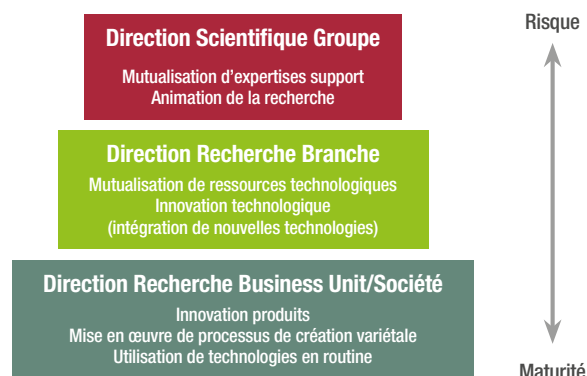 Direction Scientifique Groupe
Mutualisation d'expertises support
Animation de la recherche
Direction Recherche Branche
Mutualisation de ressources technologiques
Innovation technologique
(intégration de nouvelles technologies)
Direction Recherche Business Unit/Société
Innovation produits
Mise en œuvre de processus de création variétale
Utilisation de technologies en routine
Risque
Maturité